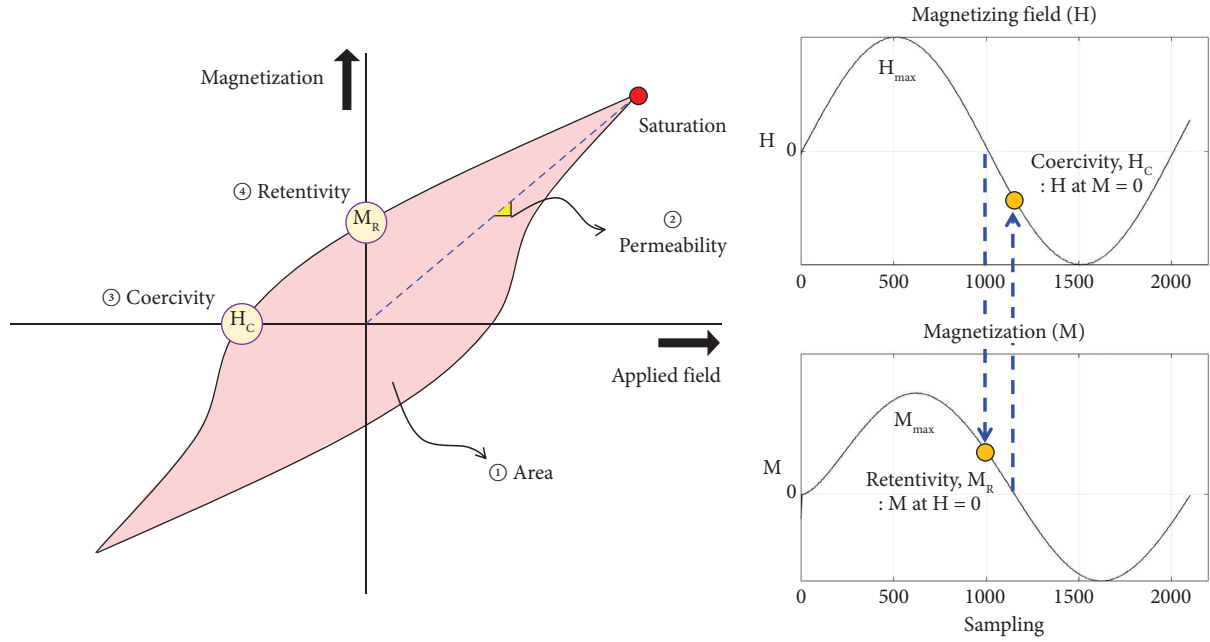 Magnetization
Saturation
④ Retentivity
M_R
② 
Permeability
③ Coercivity
H_C
Applied field
① Area
Magnetizing field (H)
H_max
H
0
Coercivity, H_C
: H at M = 0
0 500 1000 1500 2000
Magnetization (M)
M_max
M
0
Retentivity, M_R
: M at H = 0
0 500 1000 1500 2000
Sampling